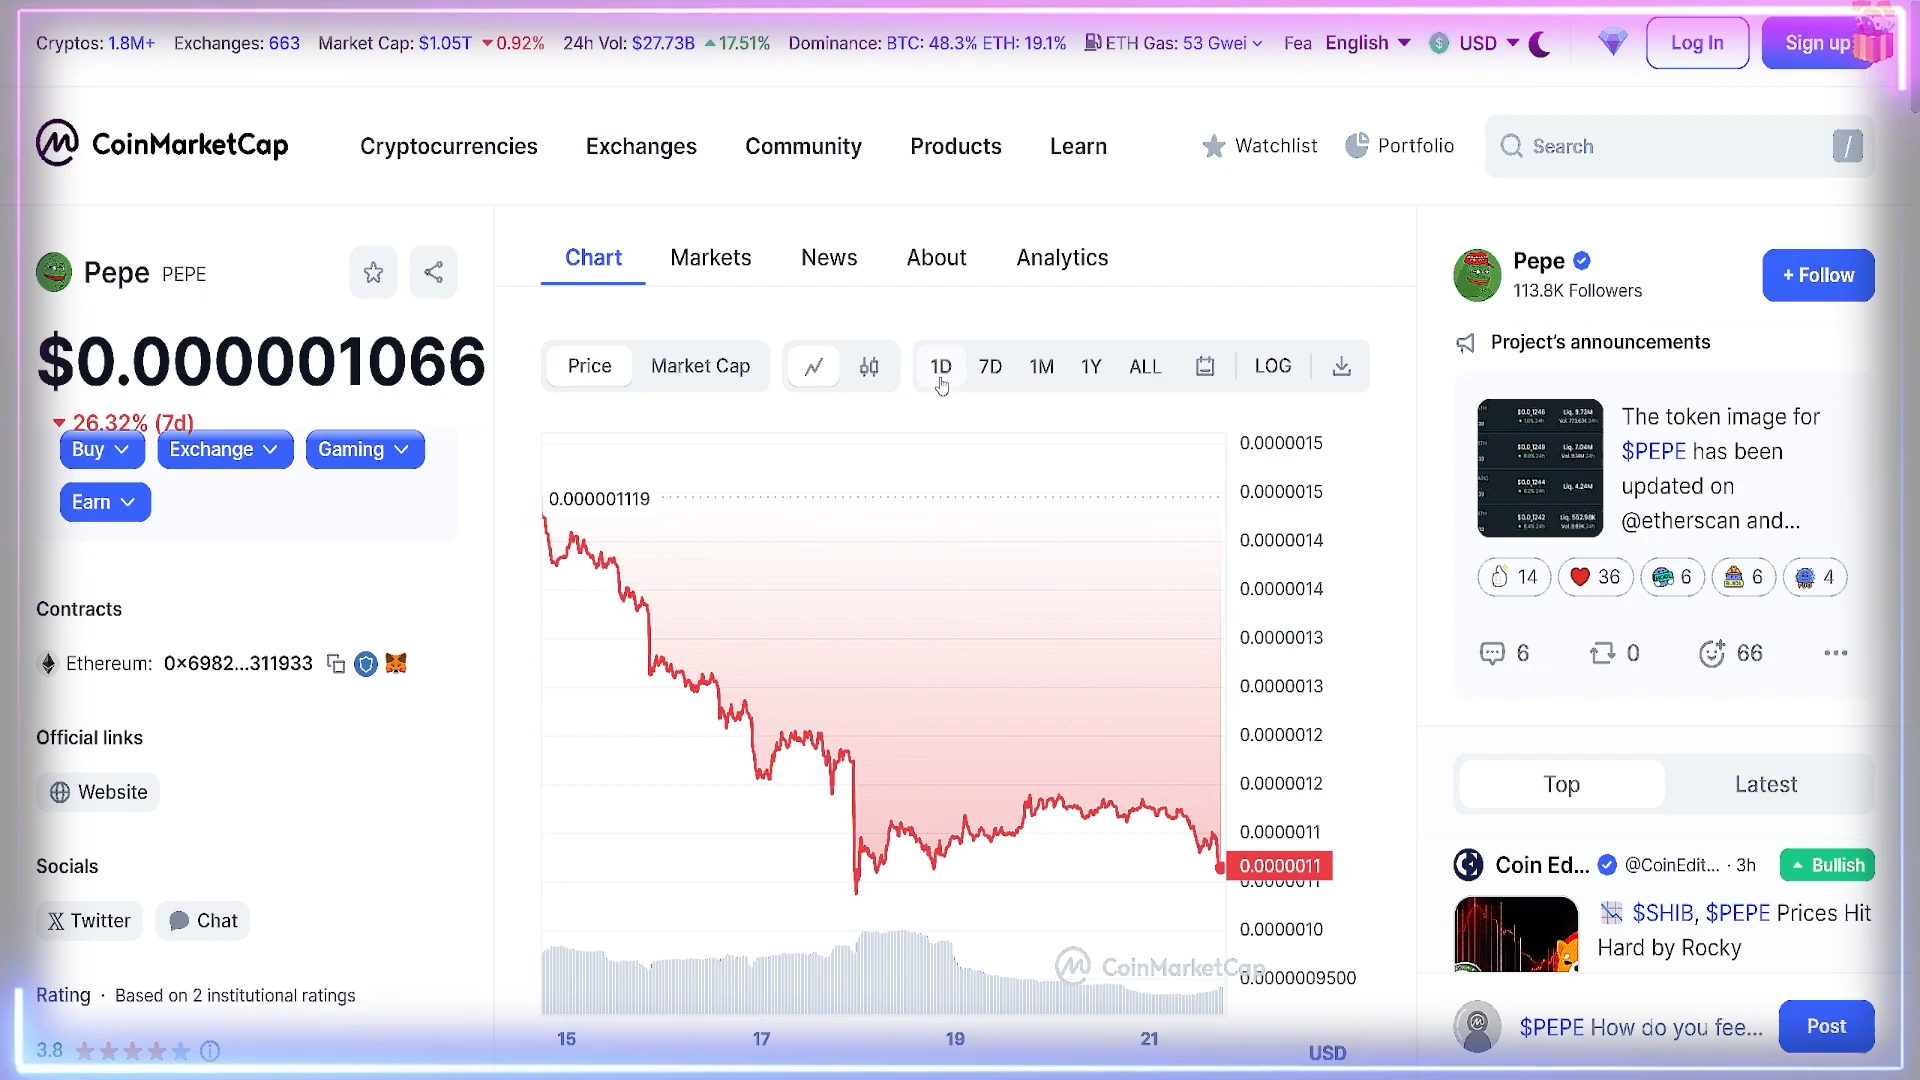 Cryptos: 1.8M+ Exchanges: 663 Market Cap: $1.05T 0.92% 24h Vol: $27.73B 17.51% Dominance: BTC: 48.3% ETH: 19.1% ETH Gas: 53 Gwei Fea English USD Log In Sign up
CoinMarketCap Cryptocurrencies Exchanges Community Products Learn Watchlist Portfolio Search /
Pepe PEPE
$0.000001066
26.32% (7d)
Buy Exchange Gaming
Earn
Contracts
Ethereum: 0x6982...311933
Official links
Website
Socials
Twitter Chat
Rating · Based on 2 institutional ratings
3.8
Chart Markets News About Analytics
Price Market Cap 1D 7D 1M 1Y ALL LOG
0.000001119
0.0000015
0.0000015
0.0000014
0.0000014
0.0000013
0.0000013
0.0000012
0.0000012
0.0000011
0.0000011
0.0000011
0.0000010
0.0000009500
CoinMarketCap
15 17 19 21
USD
Pepe
113.8K Followers
+ Follow
Project's announcements
The token image for
$PEPE has been
updated on
@etherscan and...
14 36 6 6 4
6 0 66
Top Latest
Coin Ed... @CoinEdit... · 3h Bullish
$SHIB, $PEPE Prices Hit
Hard by Rocky
$PEPE How do you fee... Post